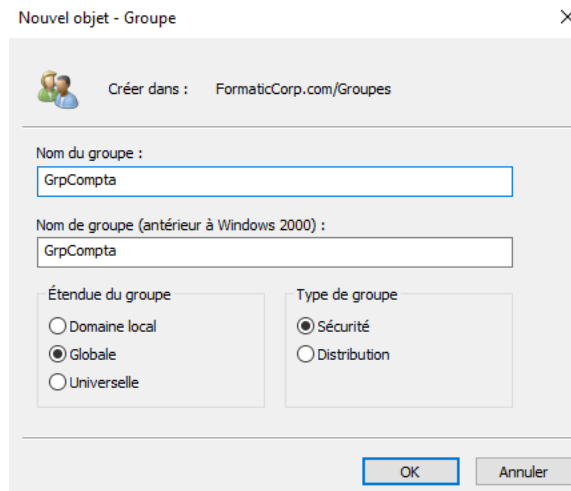 Nouvel objet - Groupe
Créer dans : FormaticCorp.com/Groupes
Nom du groupe :
GrpCompta
Nom de groupe (antérieur à Windows 2000) :
GrpCompta
Étendue du groupe
Domaine local
Globale
Universelle
Type de groupe
Sécurité
Distribution
OK Annuler